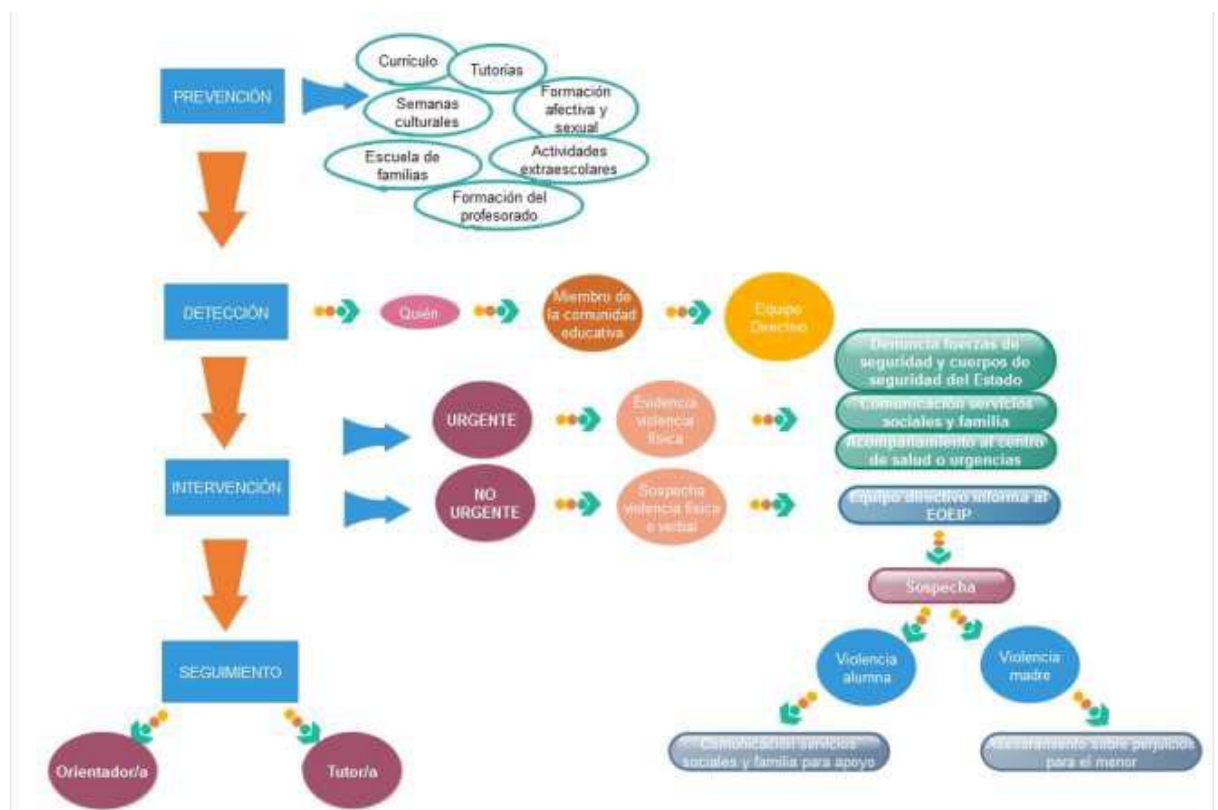 PREVENCIÓN
Currículo
Tutorías
Semanas
culturales
Formación
afectiva y
sexual
Escuela de
familias
Actividades
extraescolares
Formación del
profesorado
DETECCIÓN
Quién
Miembro de
la comunidad
educativa
Equipo
Directivo
INTERVENCIÓN
URGENTE
Evidencia
violencia
física
Denuncia fuerzas de
seguridad y cuerpos de
seguridad del Estado
Comunicación servicios
sociales y familia
Acompañamiento al centro
de salud o urgencias
NO
URGENTE
Sospecha
violencia física
o verbal
Equipo directivo informa al
EOEIP
Sospecha
Violencia
alumna
Violencia
madre
Comunicación servicios
sociales y familia para apoyo
Asesoramiento sobre perjuicios
para el menor
SEGUIMIENTO
Orientador/a
Tutor/a